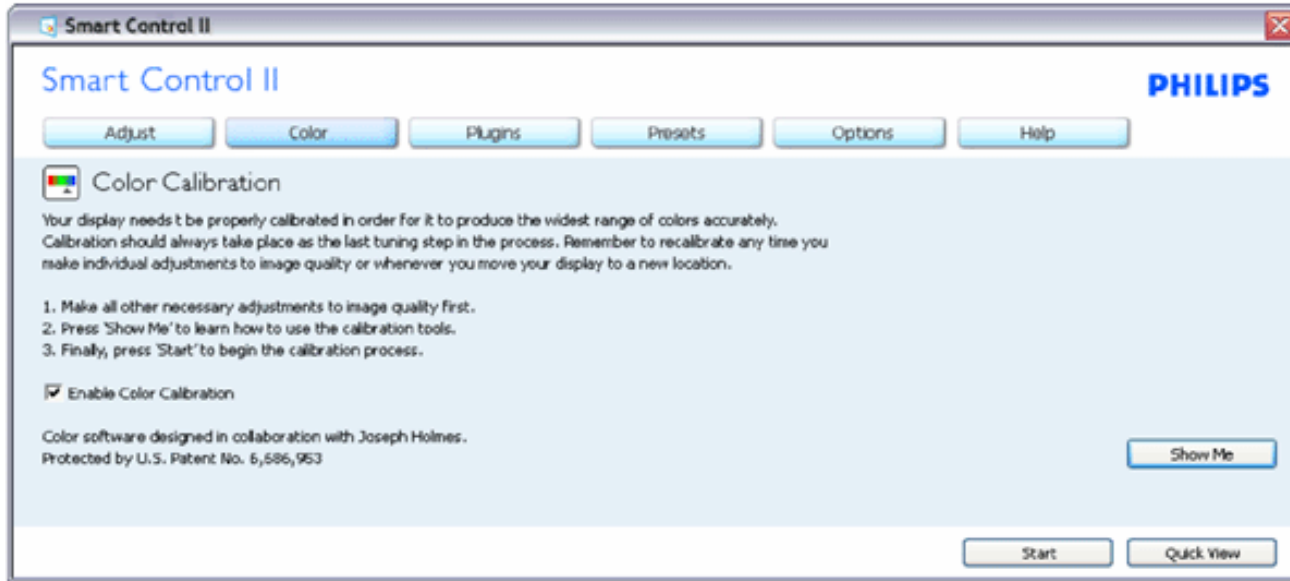 Smart Control II
Smart Control II
PHILIPS
Adjust Color Plugins Presets Options Help
Color Calibration
Your display needs t be properly calibrated in order for it to produce the widest range of colors accurately.
Calibration should always take place as the last tuning step in the process. Remember to recalibrate any time you
make individual adjustments to image quality or whenever you move your display to a new location.
1. Make all other necessary adjustments to image quality first.
2. Press 'Show Me' to learn how to use the calibration tools.
3. Finally, press 'Start' to begin the calibration process.
Enable Color Calibration
Color software designed in collaboration with Joseph Holmes.
Protected by U.S. Patent No. 6,686,953
Show Me
Start Quick View